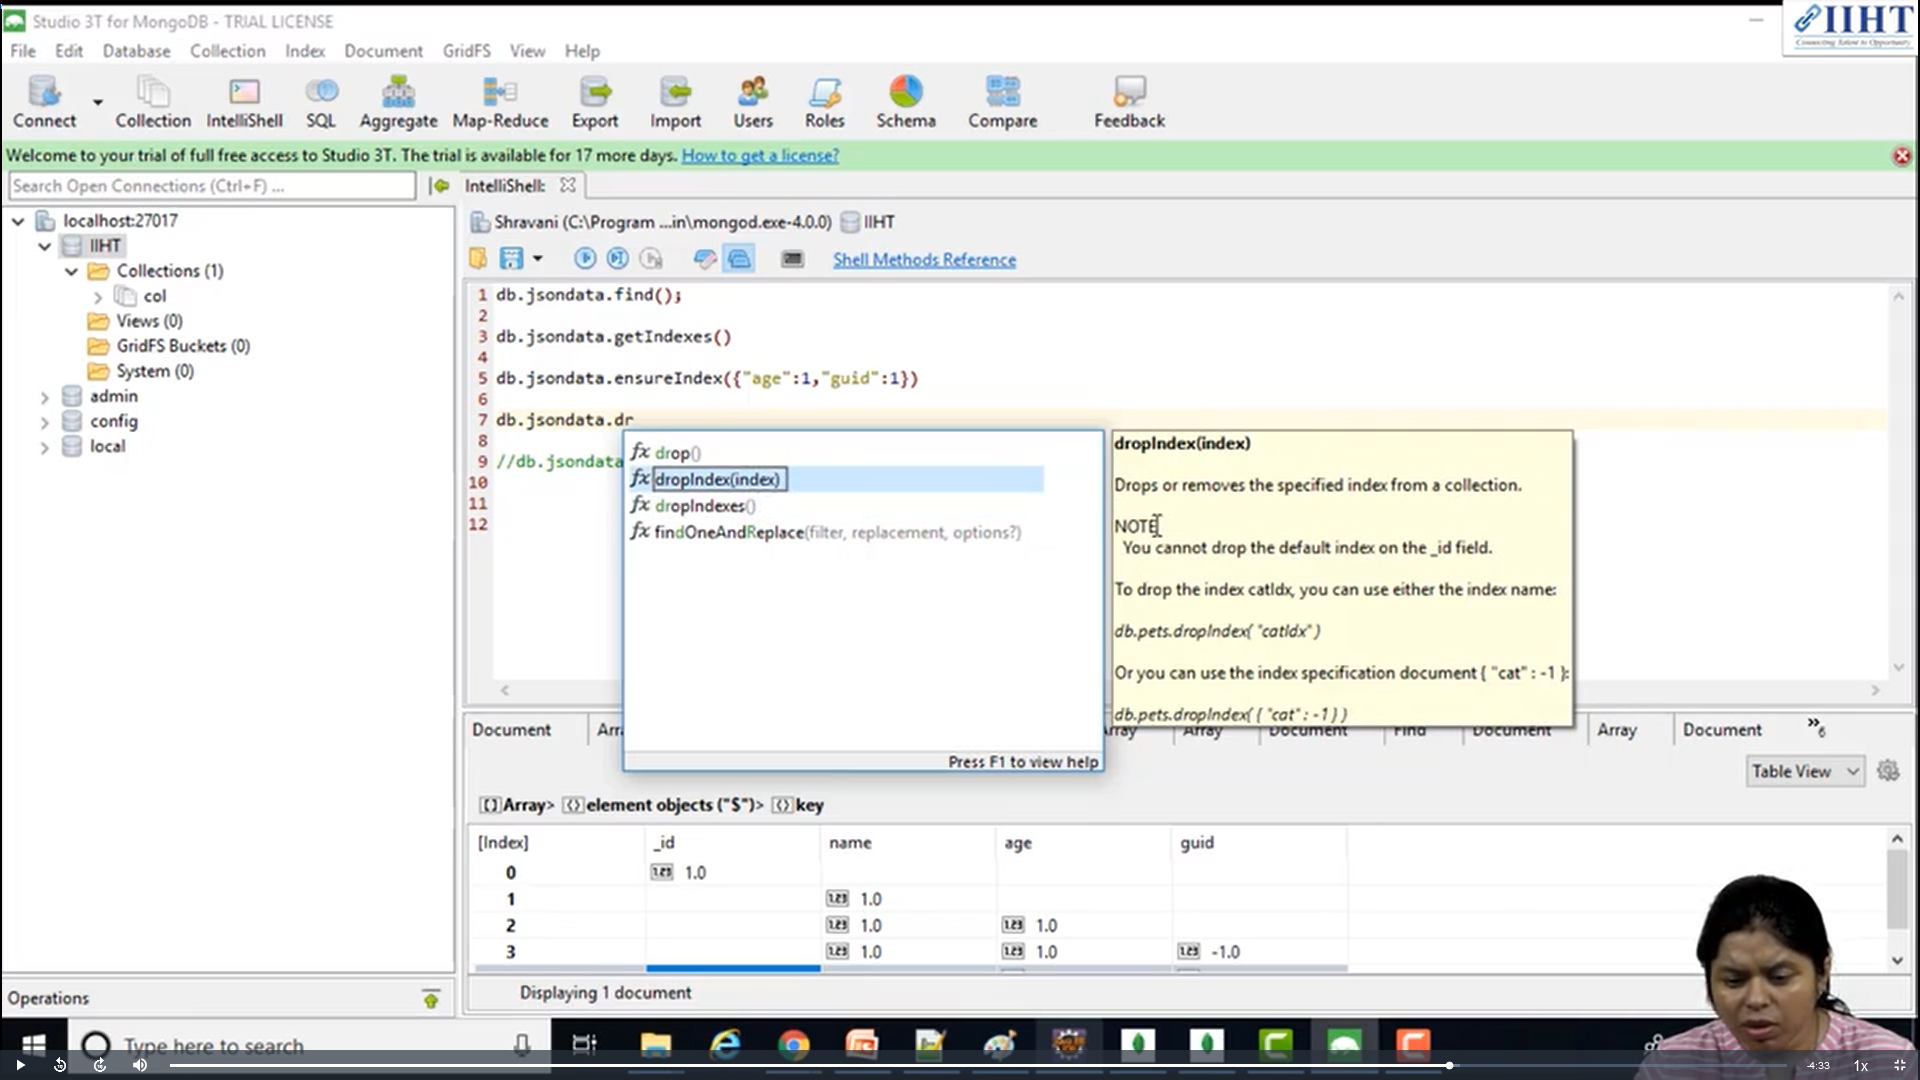 Studio 3T for MongoDB - TRIAL LICENSE
IIHT
Connecting Talent to Opportunity
File Edit Database Collection Index Document GridFS View Help
Connect Collection IntelliShell SQL Aggregate Map-Reduce Export Import Users Roles Schema Compare Feedback
Welcome to your trial of full free access to Studio 3T. The trial is available for 17 more days. How to get a license?
Search Open Connections (Ctrl+F) ...
IntelliShell:
localhost:27017
IIHT
Collections (1)
col
Views (0)
GridFS Buckets (0)
System (0)
admin
config
local
Shravani (C:\Program ...in\mongod.exe-4.0.0) IIHT
Shell Methods Reference
1 db.jsondata.find();
2
3 db.jsondata.getIndexes()
4
5 db.jsondata.ensureIndex({"age":1,"guid":1})
6
7 db.jsondata.dr
8
9 //db.jsondata
10
11
12
fx drop()
fx dropIndex(index)
fx dropIndexes()
fx findOneAndReplace(filter, replacement, options?)
Press F1 to view help
dropIndex(index)
Drops or removes the specified index from a collection.
NOTE
You cannot drop the default index on the _id field.
To drop the index catIdx, you can use either the index name:
db.pets.dropIndex( "catIdx" )
Or you can use the index specification document { "cat" : -1 }:
db.pets.dropIndex( { "cat" : -1 } )
Document Arr Array Array Document Find Document Array Document »6
Table View
Array> element objects ("$")> key
[Index] _id name age guid
0 1.0
1 1.0
2 1.0 1.0
3 1.0 1.0 -1.0
Displaying 1 document
Operations
Type here to search
-4:33 1x